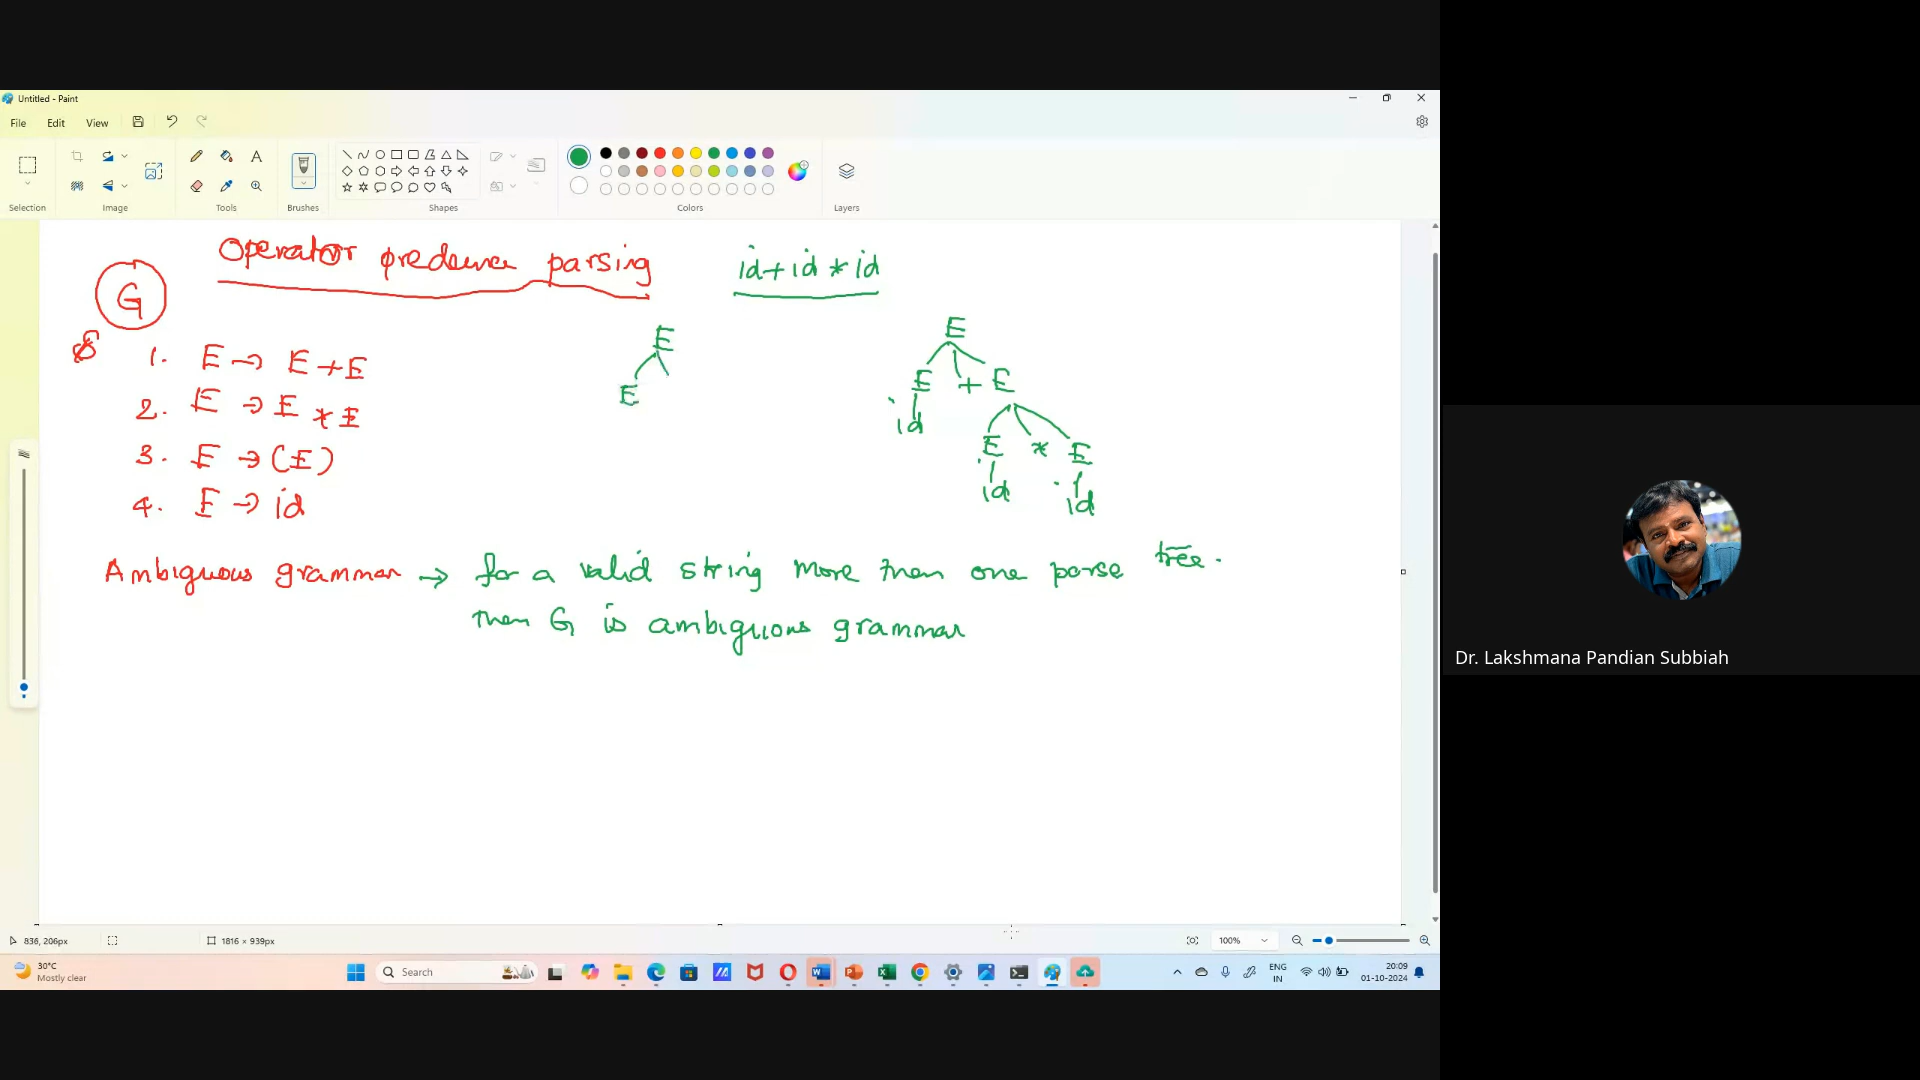 Untitled - Paint
File Edit View
Selection Image Tools Brushes Shapes Colors Layers
Operator predence parsing
id+id * id
G
1. E → E + E
2. E → E * E
3. E → (E)
4. E → id
E
E
E
E + E
id
E * E
id id
Ambiguous grammar → for a valid string more then one parse tree.
then G is ambiguous grammar
Dr. Lakshmana Pandian Subbiah
836, 206px
1816 × 939px
100%
30°C
Mostly clear
Search
ENG
IN
20:09
01-10-2024